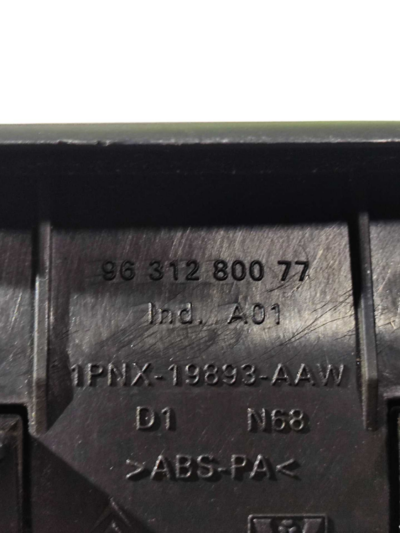 96 312 800 77
Ind. A01
1PNX-19893-AAW
D1 N68
>ABS-PA<